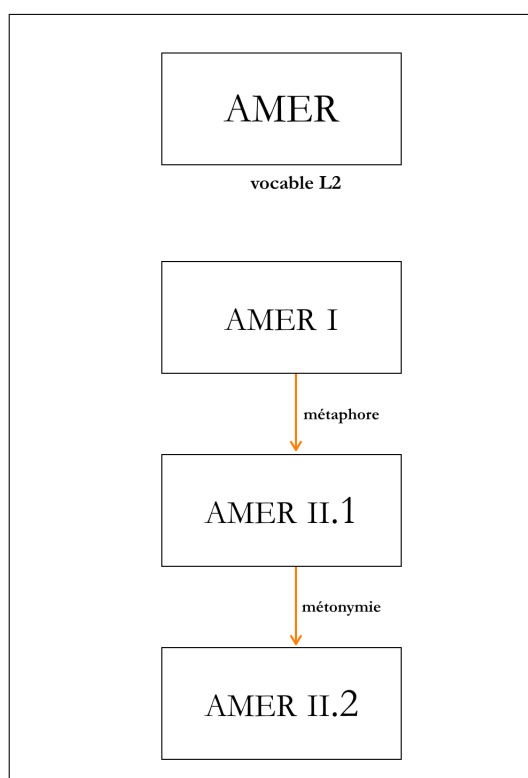 AMER
vocable L2
AMER I
métaphore
AMER II.1
métonymie
AMER II.2